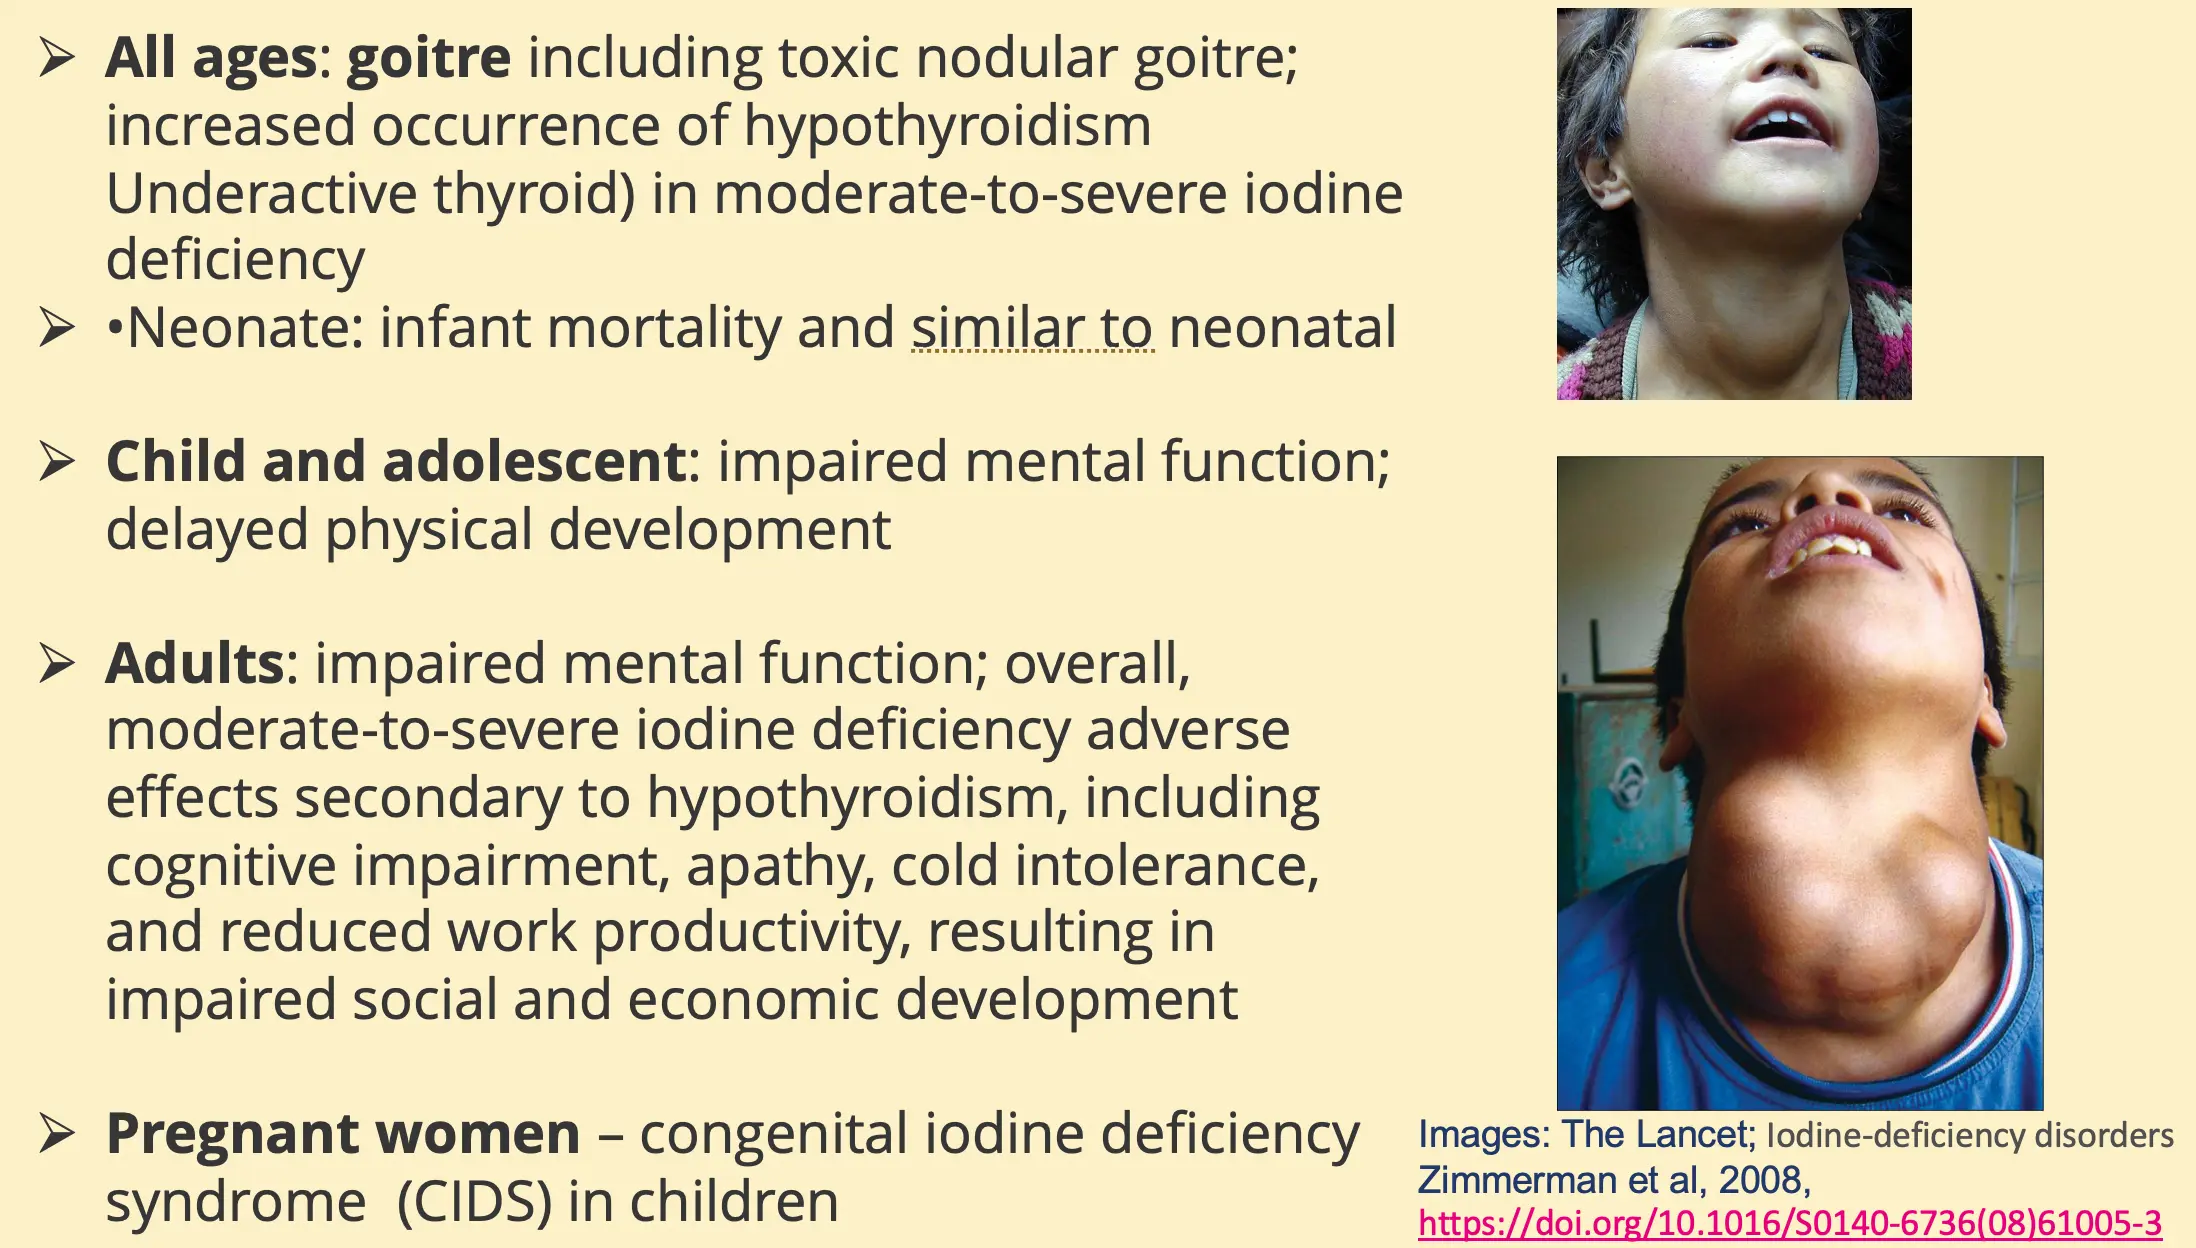 ➢ All ages: goitre including toxic nodular goitre;
increased occurrence of hypothyroidism
Underactive thyroid) in moderate-to-severe iodine
deficiency
➢ •Neonate: infant mortality and similar to neonatal
➢ Child and adolescent: impaired mental function;
delayed physical development
➢ Adults: impaired mental function; overall,
moderate-to-severe iodine deficiency adverse
effects secondary to hypothyroidism, including
cognitive impairment, apathy, cold intolerance,
and reduced work productivity, resulting in
impaired social and economic development
➢ Pregnant women – congenital iodine deficiency
syndrome  (CIDS) in children
Images: The Lancet; Iodine-deficiency disorders
Zimmerman et al, 2008,
https://doi.org/10.1016/S0140-6736(08)61005-3